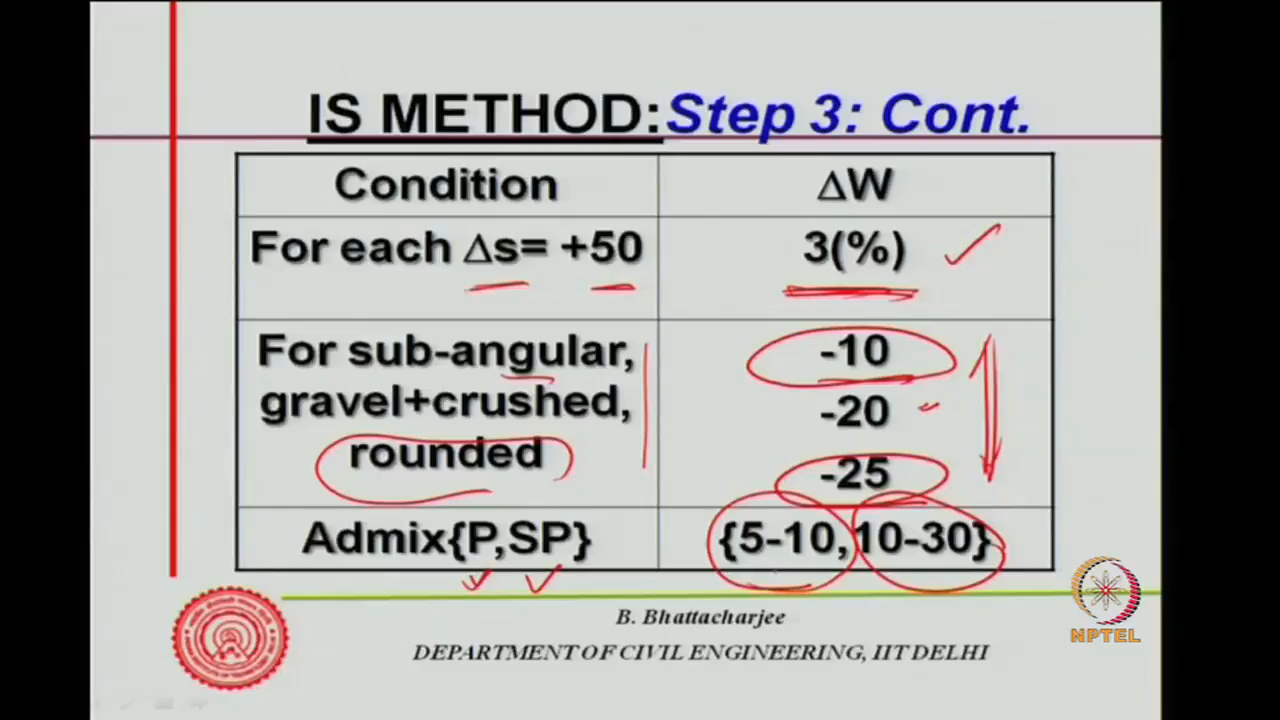 IS METHOD:Step 3: Cont.
Condition
ΔW
For each Δs= +50
3(%)
For sub-angular,
gravel+crushed,
rounded
-10
-20
-25
Admix{P,SP}
{5-10,10-30}
B. Bhattacharjee
DEPARTMENT OF CIVIL ENGINEERING, IIT DELHI
NPTEL